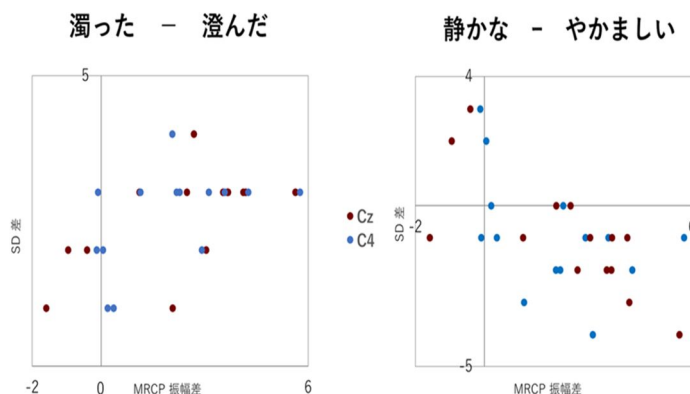 濁った － 澄んだ
5
SD 差
-2
0
MRCP 振幅差
6
Cz
C4
静かな － やかましい
4
SD 差
-2
-5
MRCP 振幅差